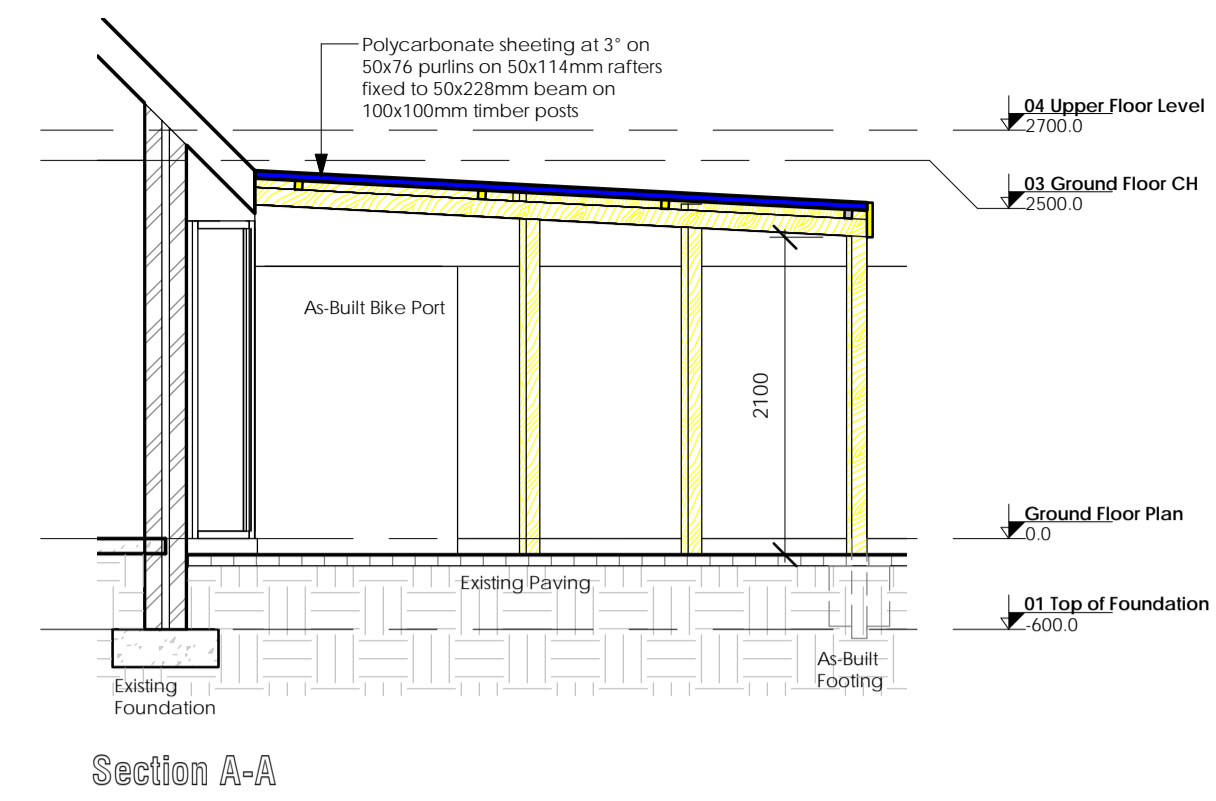 Polycarbonate sheeting at 3° on
50x76 purlins on 50x114mm rafters
fixed to 50x228mm beam on
100x100mm timber posts
04 Upper Floor Level
2700.0
03 Ground Floor CH
2500.0
As-Built Bike Port
2100
Ground Floor Plan
0.0
Existing Paving
01 Top of Foundation
-600.0
As-Built
Footing
Existing
Foundation
Section A-A